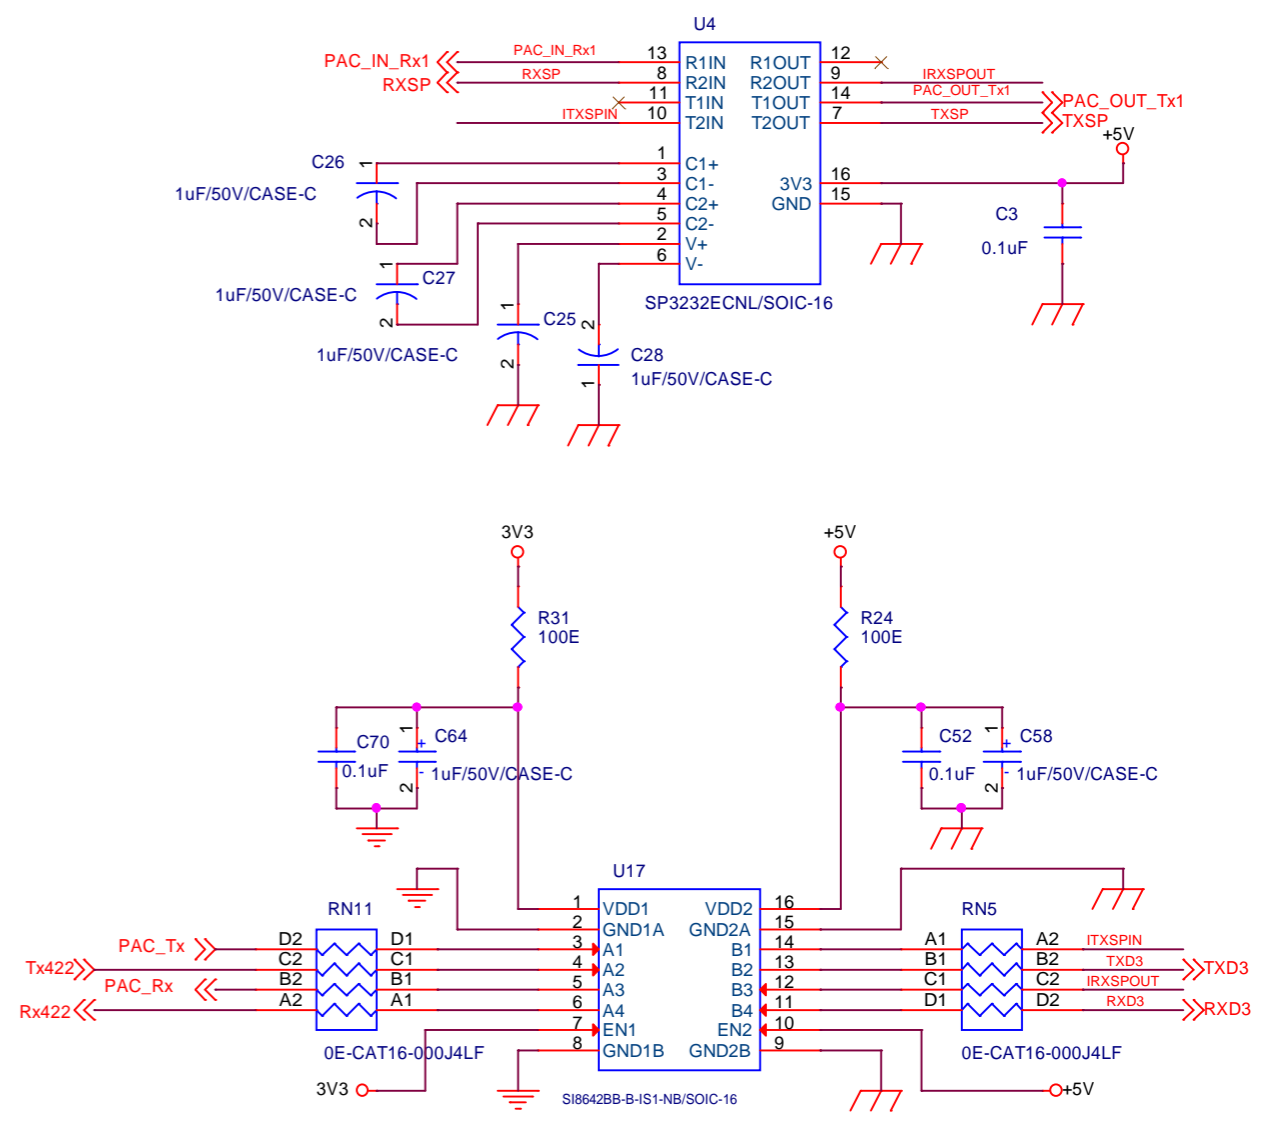 U4
PAC_IN_Rx1 PAC_IN_Rx1 13 R1IN R1OUT 12
RXSP RXSP 8 R2IN R2OUT 9 IRXSPOUT
11 T1IN T1OUT 14 PAC_OUT_Tx1 PAC_OUT_Tx1
ITXSPIN 10 T2IN T2OUT 7 TXSP TXSP
+5V
C26 1 1 C1+
1uF/50V/CASE-C 3 C1- 3V3 16
2 4 C2+ GND 15 C3
5 C2-
2 V+ 0.1uF
1 C27 6 V-
1uF/50V/CASE-C SP3232ECNL/SOIC-16
2 1 C25 2
1uF/50V/CASE-C 2 C28
1 1uF/50V/CASE-C
3V3 +5V
R31 R24
100E 100E
C70 1 + C64 C52 1 + C58
0.1uF - 1uF/50V/CASE-C 0.1uF - 1uF/50V/CASE-C
2 2
U17
RN11 1 VDD1 VDD2 16 RN5
2 GND1A GND2A 15
PAC_Tx D2 D1 3 A1 B1 14 A1 A2 ITXSPIN
Tx422 C2 C1 4 A2 B2 13 B1 B2 TXD3 TXD3
PAC_Rx B2 B1 5 A3 B3 12 C1 C2 IRXSPOUT
Rx422 A2 A1 6 A4 B4 11 D1 D2 RXD3 RXD3
7 EN1 EN2 10
0E-CAT16-000J4LF 8 GND1B GND2B 9 0E-CAT16-000J4LF
3V3 +5V
SI8642BB-B-IS1-NB/SOIC-16